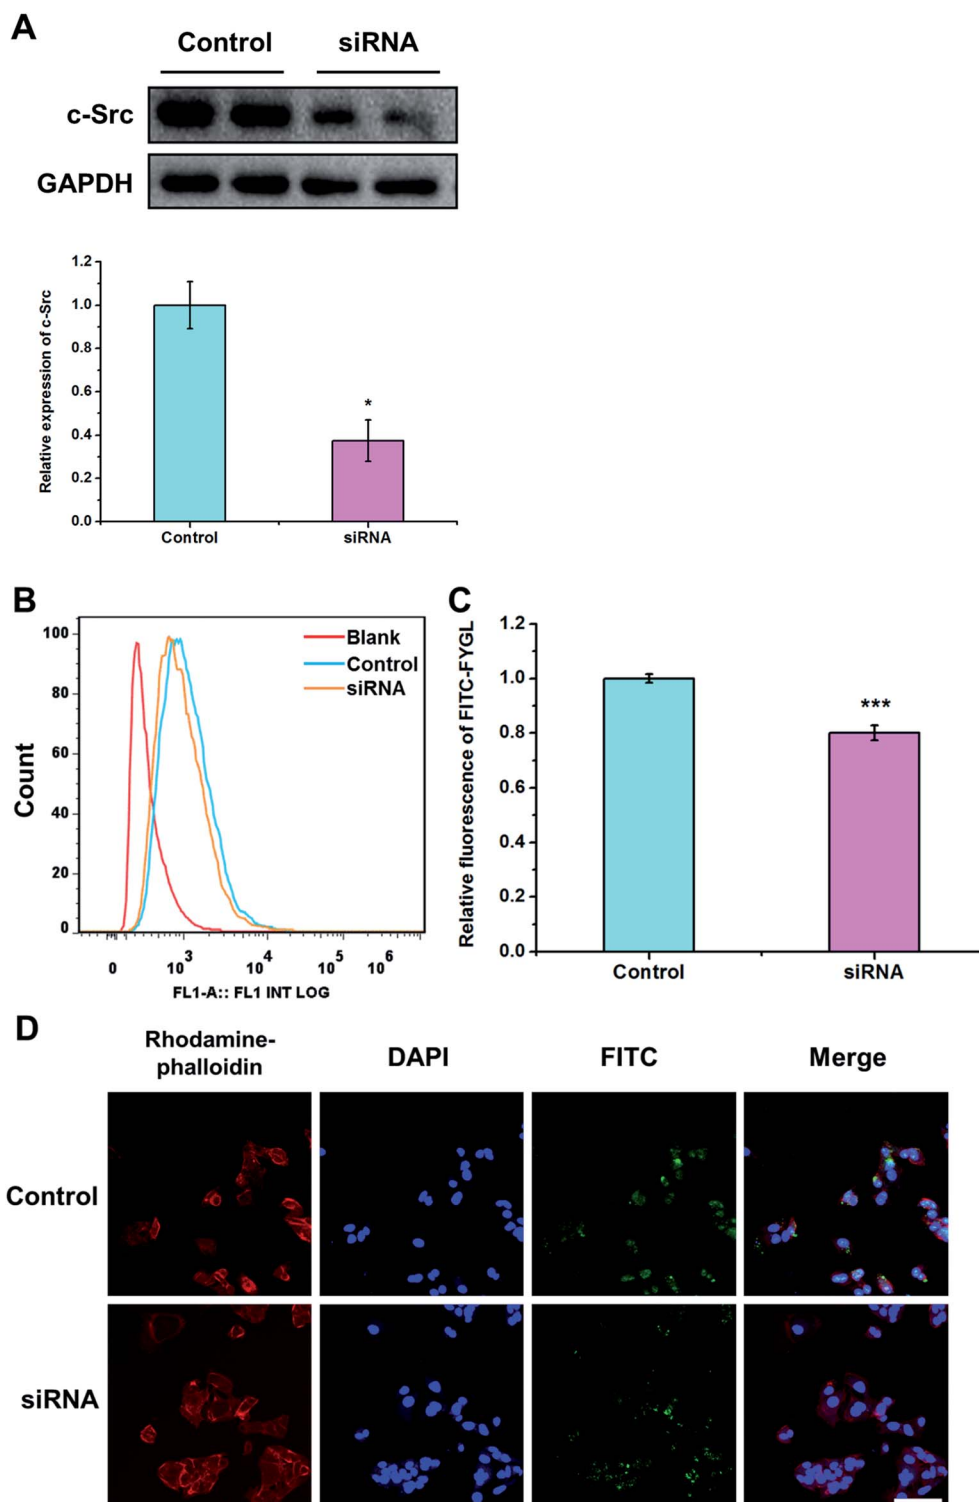 A
Control siRNA
c-Src
GAPDH
1.2
1.0
0.8
0.6
0.4
0.2
0.0
*
Relative expression of c-Src
Control siRNA
B
100
80
60
40
20
0
Count
Blank
Control
siRNA
0 10³ 10⁴ 10⁵ 10⁶
FL1-A:: FL1 INT LOG
C
1.2
1.0
0.8
0.6
0.4
0.2
0.0
***
Relative fluorescence of FITC-FYGL
Control siRNA
D
Rhodamine-
phalloidin
DAPI FITC Merge
Control
siRNA